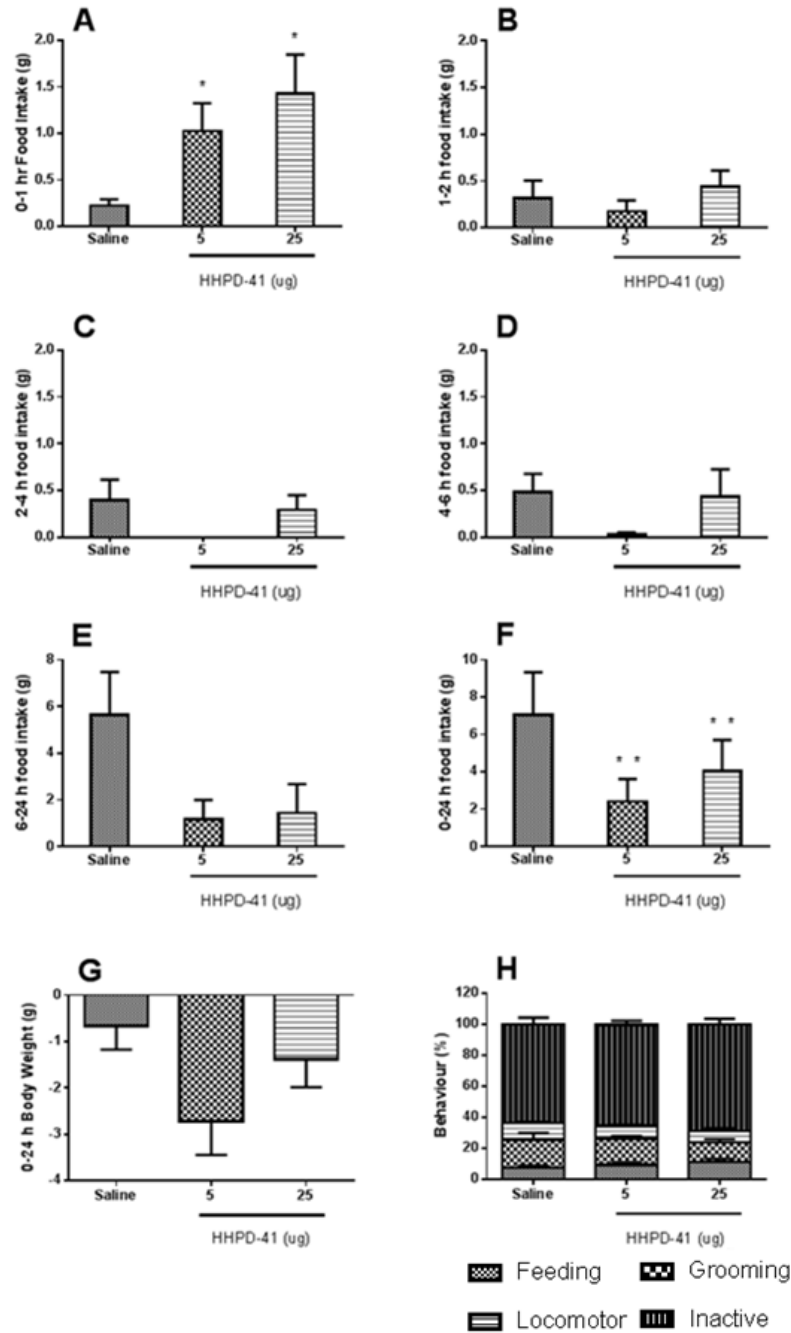 A
0-1 hr Food Intake (g)
2.0
1.5
1.0
0.5
0.0
*
*
Saline 5 25
HHPD-41 (ug)
B
1-2 h food intake (g)
2.0
1.5
1.0
0.5
0.0
Saline 5 25
HHPD-41 (ug)
C
2-4 h food intake (g)
2.0
1.5
1.0
0.5
0.0
Saline 5 25
HHPD-41 (ug)
D
4-6 h food intake (g)
2.0
1.5
1.0
0.5
0.0
Saline 5 25
HHPD-41 (ug)
E
6-24 h food intake (g)
8
6
4
2
0
Saline 5 25
HHPD-41 (ug)
F
0-24 h food intake (g)
10
8
6
4
2
0
* *
* *
Saline 5 25
HHPD-41 (ug)
G
0-24 h Body Weight (g)
0
-1
-2
-3
-4
Saline 5 25
HHPD-41 (ug)
H
Behaviour (%)
120
100
80
60
40
20
0
Saline 5 25
HHPD-41 (ug)
Feeding Grooming
Locomotor Inactive